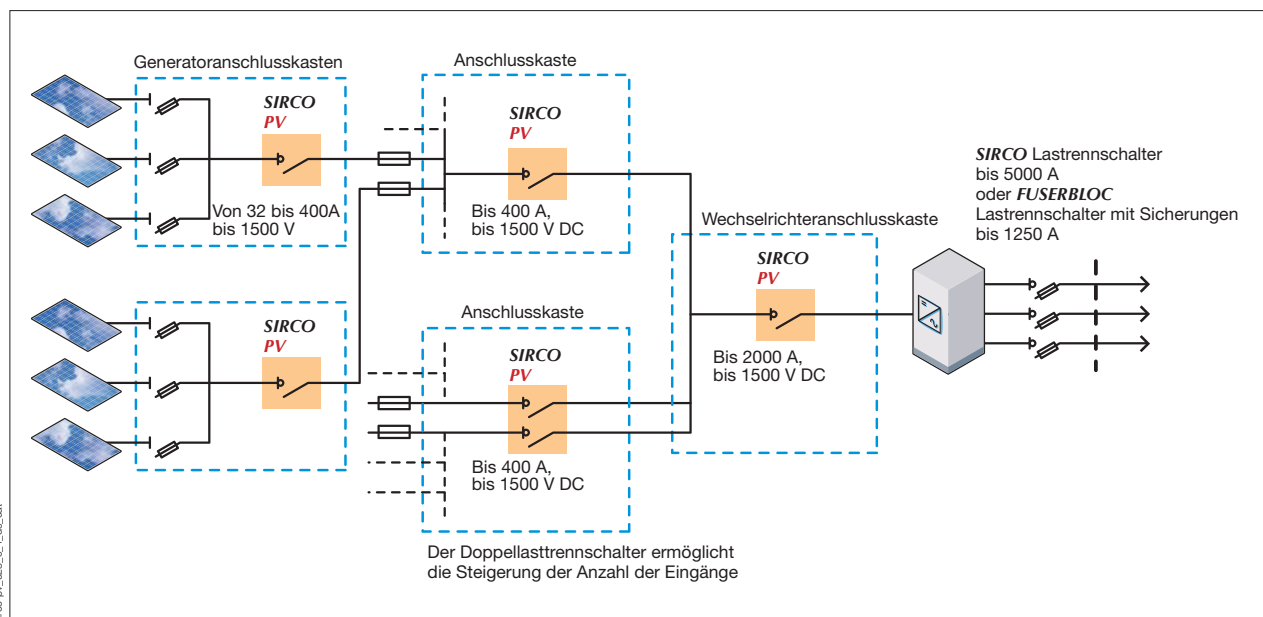 Generatoranschlusskasten
SIRCO
PV
Von 32 bis 400A
bis 1500 V
SIRCO
PV
Anschlusskaste
SIRCO
PV
Bis 400 A,
bis 1500 V DC
Anschlusskaste
SIRCO
PV
Bis 400 A,
bis 1500 V DC
Der Doppellasttrennschalter ermöglicht
die Steigerung der Anzahl der Eingänge
Wechselrichteranschlusskaste
SIRCO
PV
Bis 2000 A,
bis 1500 V DC
SIRCO Lastrennschalter
bis 5000 A
oder FUSERBLOC
Lastrennschalter mit Sicherungen
bis 1250 A